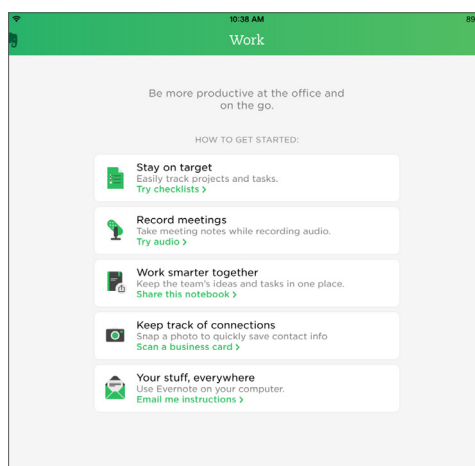 10:38 AM
89
Work
Be more productive at the office and
on the go.
HOW TO GET STARTED:
Stay on target
Easily track projects and tasks.
Try checklists >
Record meetings
Take meeting notes while recording audio.
Try audio >
Work smarter together
Keep the team's ideas and tasks in one place.
Share this notebook >
Keep track of connections
Snap a photo to quickly save contact info
Scan a business card >
Your stuff, everywhere
Use Evernote on your computer.
Email me instructions >